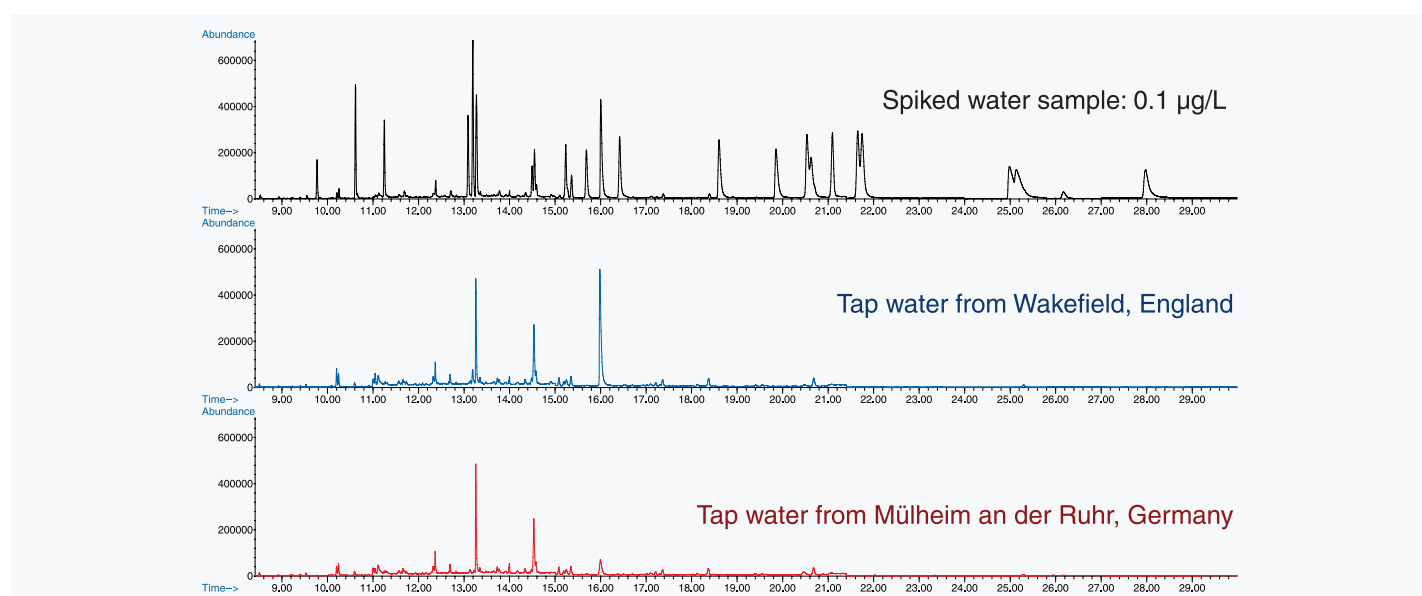 Abundance
600000
Spiked water sample: 0.1 µg/L
400000
200000
0
Time-->
9.00 10.00 11.00 12.00 13.00 14.00 15.00 16.00 17.00 18.00 19.00 20.00 21.00 22.00 23.00 24.00 25.00 26.00 27.00 28.00 29.00
Abundance
600000
400000
Tap water from Wakefield, England
200000
0
Time-->
9.00 10.00 11.00 12.00 13.00 14.00 15.00 16.00 17.00 18.00 19.00 20.00 21.00 22.00 23.00 24.00 25.00 26.00 27.00 28.00 29.00
Abundance
600000
400000
Tap water from Mülheim an der Ruhr, Germany
200000
0
Time-->
9.00 10.00 11.00 12.00 13.00 14.00 15.00 16.00 17.00 18.00 19.00 20.00 21.00 22.00 23.00 24.00 25.00 26.00 27.00 28.00 29.00